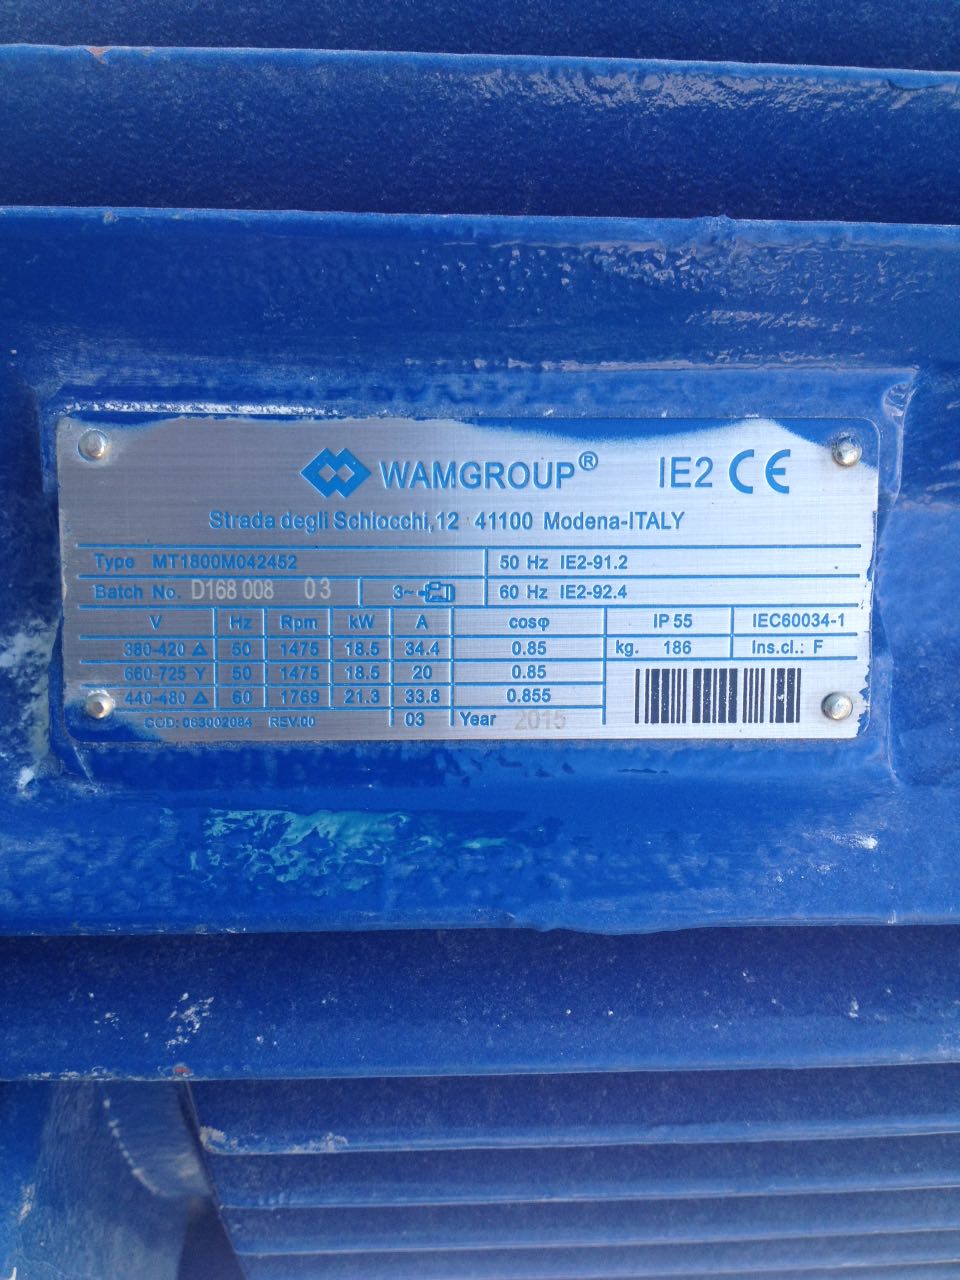 WAMGROUP® IE2 CE
Strada degli Schiocchi, 12 41100 Modena-ITALY
Type MT1800M042452 50 Hz IE2-91.2
Batch No. D168 008 03 3~ 60 Hz IE2-92.4
V Hz Rpm kW A cosφ IP 55 IEC60034-1
380-420 Δ 50 1475 18.5 34.4 0.85 kg. 186 Ins.cl.: F
660-725 Y 50 1475 18.5 20 0.85
440-480 Δ 60 1769 21.3 33.8 0.855
COD: 063002084 REV.00 03 Year 2015